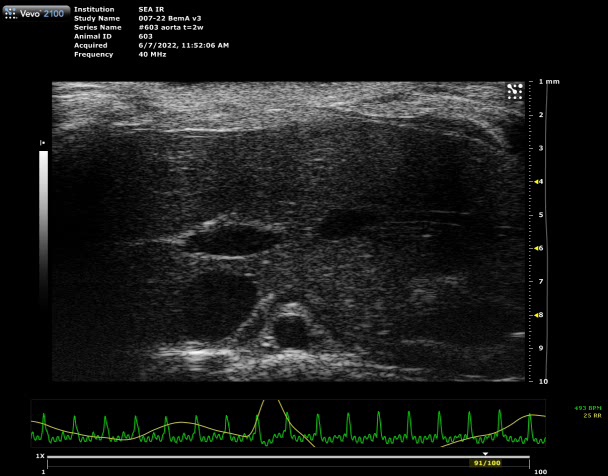 Vevo 2100
Institution SEA IR
Study Name 007-22 BemA v3
Series Name #603 aorta t=2w
Animal ID 603
Acquired 6/7/2022, 11:52:06 AM
Frequency 40 MHz
1 mm
2
3
4
5
6
7
8
9
10
493 BPM
25 RR
1X
91/100
1 100